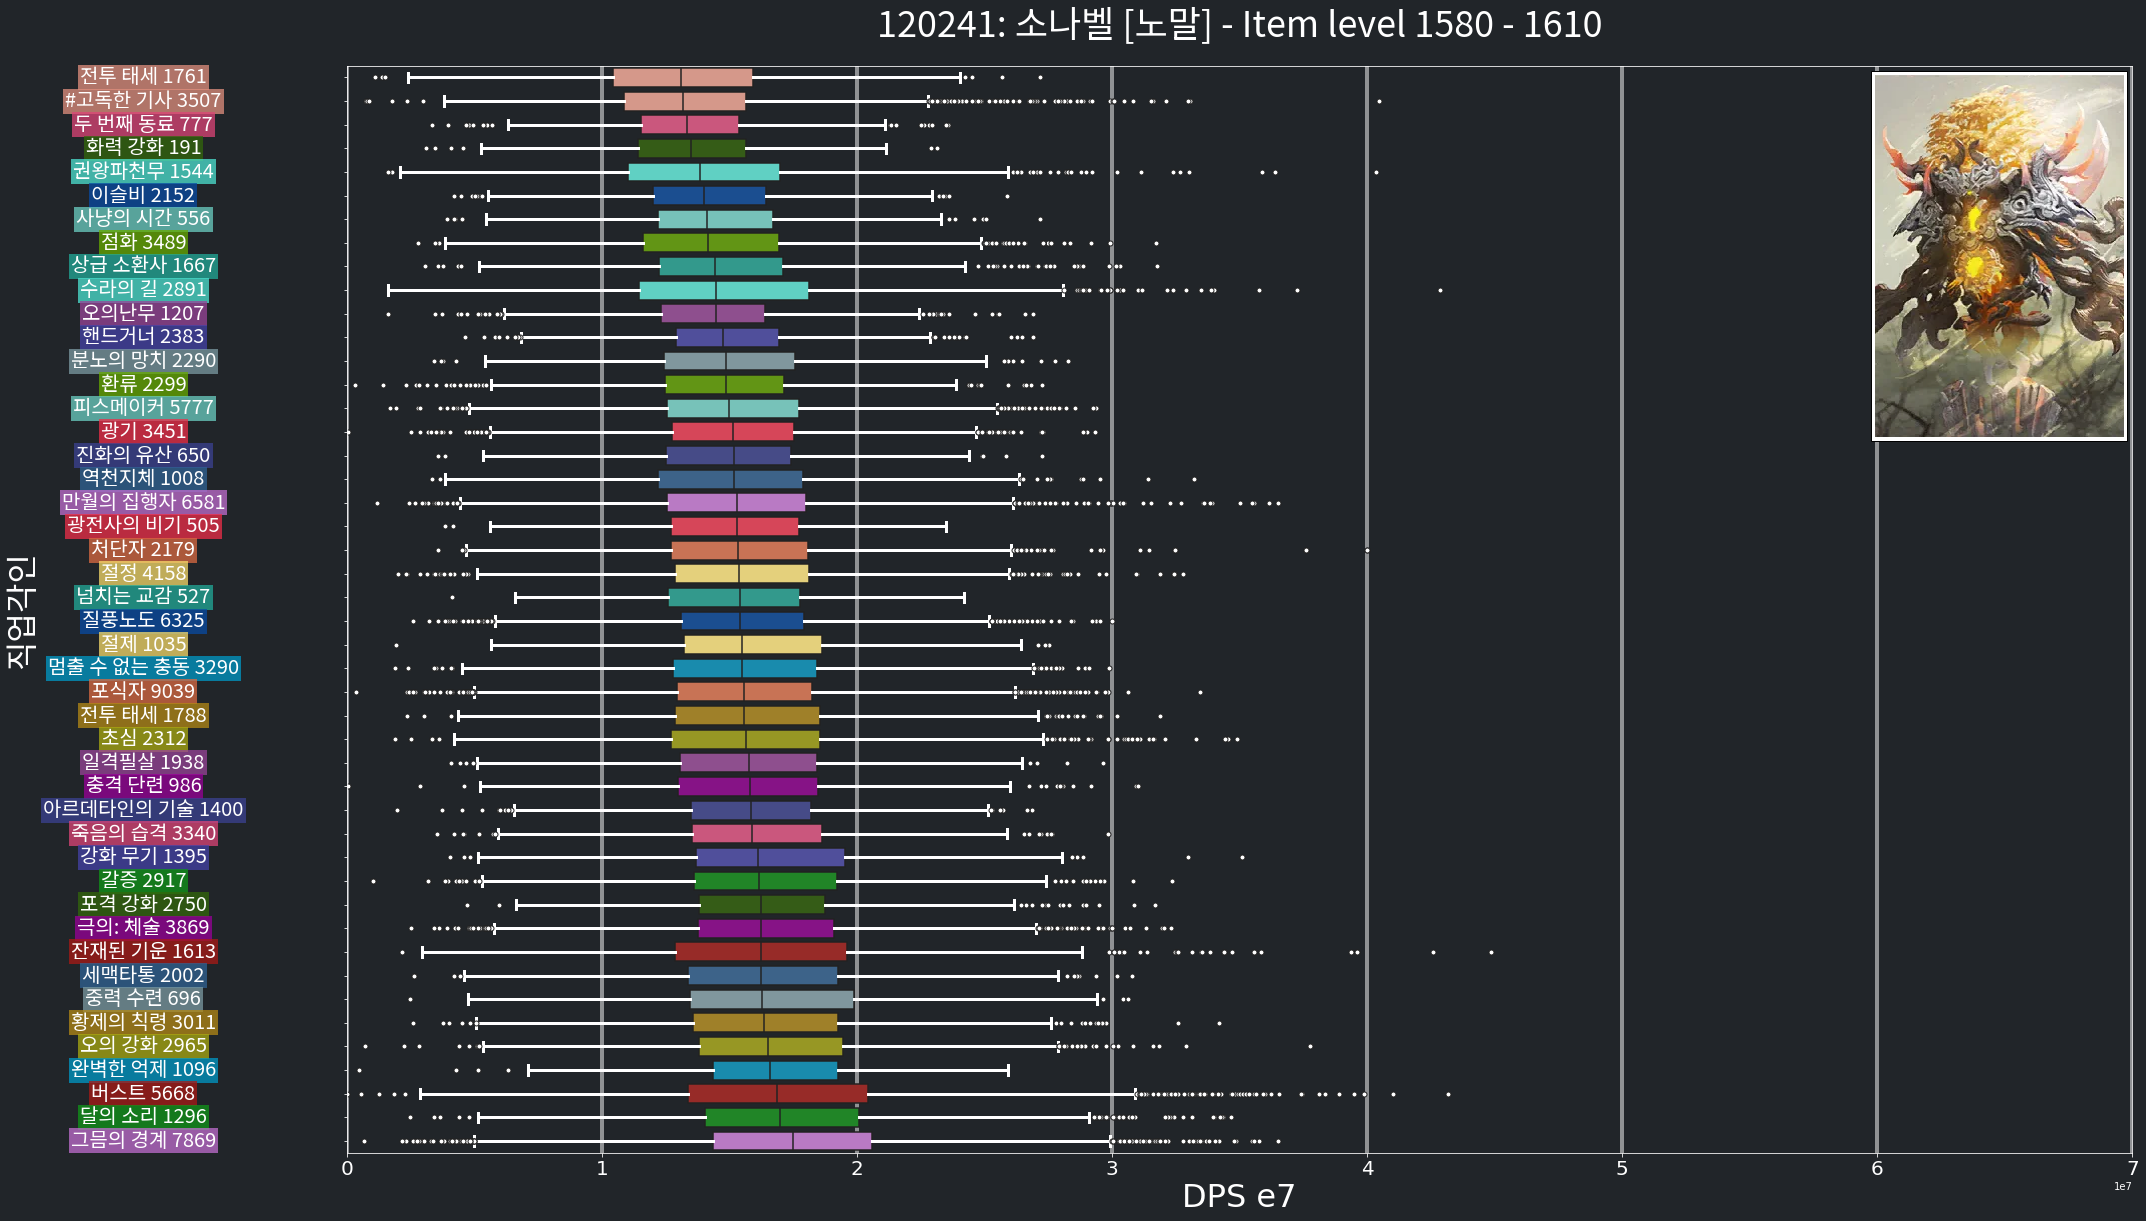 120241: 소나벨 [노말] - Item level 1580 - 1610
전투 태세 1761
#고독한 기사 3507
두 번째 동료 777
화력 강화 191
권왕파천무 1544
이슬비 2152
사냥의 시간 556
점화 3489
상급 소환사 1667
수라의 길 2891
오의난무 1207
핸드거너 2383
분노의 망치 2290
환류 2299
피스메이커 5777
광기 3451
진화의 유산 650
역천지체 1008
만월의 집행자 6581
광전사의 비기 505
처단자 2179
절정 4158
넘치는 교감 527
질풍노도 6325
절제 1035
멈출 수 없는 충동 3290
포식자 9039
전투 태세 1788
초심 2312
일격필살 1938
충격 단련 986
아르데타인의 기술 1400
죽음의 습격 3340
강화 무기 1395
갈증 2917
포격 강화 2750
극의: 체술 3869
잔재된 기운 1613
세맥타통 2002
중력 수련 696
황제의 칙령 3011
오의 강화 2965
완벽한 억제 1096
버스트 5668
달의 소리 1296
그믐의 경계 7869
직업각인
0 1 2 3 4 5 6 7
1e7
DPS e7